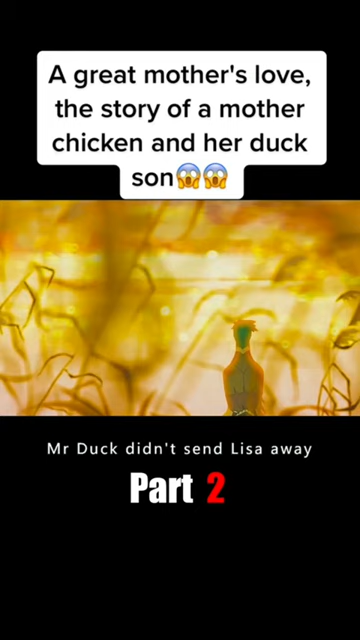 A great mother's love,
the story of a mother
chicken and her duck
son😱😱
Mr Duck didn't send Lisa away
Part 2